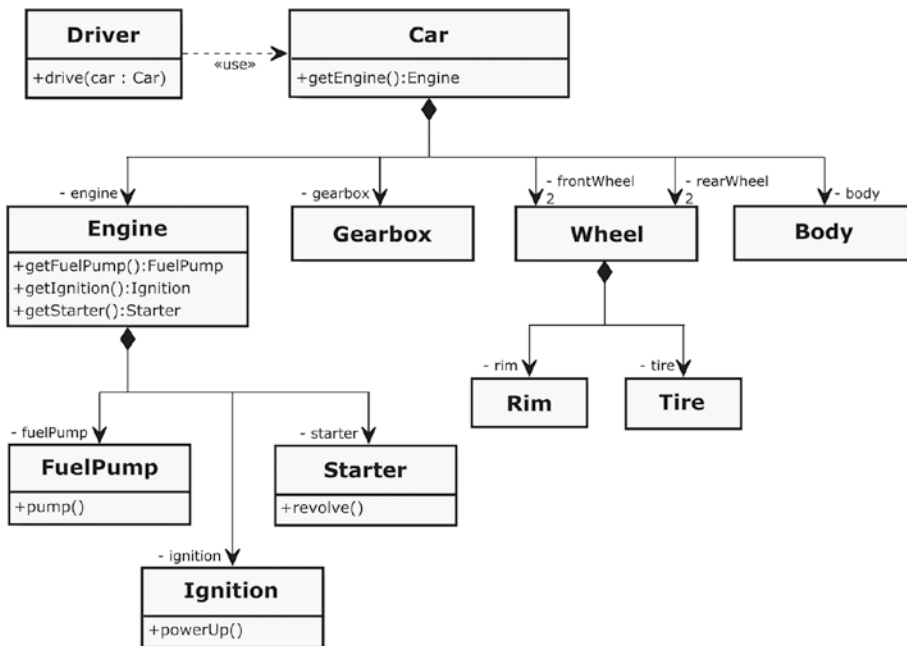 Driver
+drive(car : Car)
«use»
Car
+getEngine():Engine
- engine
- gearbox
- frontWheel
2
- rearWheel
2
- body
Engine
+getFuelPump():FuelPump
+getIgnition():Ignition
+getStarter():Starter
Gearbox
Wheel
Body
- rim
- tire
Rim
Tire
- fuelPump
- starter
FuelPump
+pump()
Starter
+revolve()
- ignition
Ignition
+powerUp()